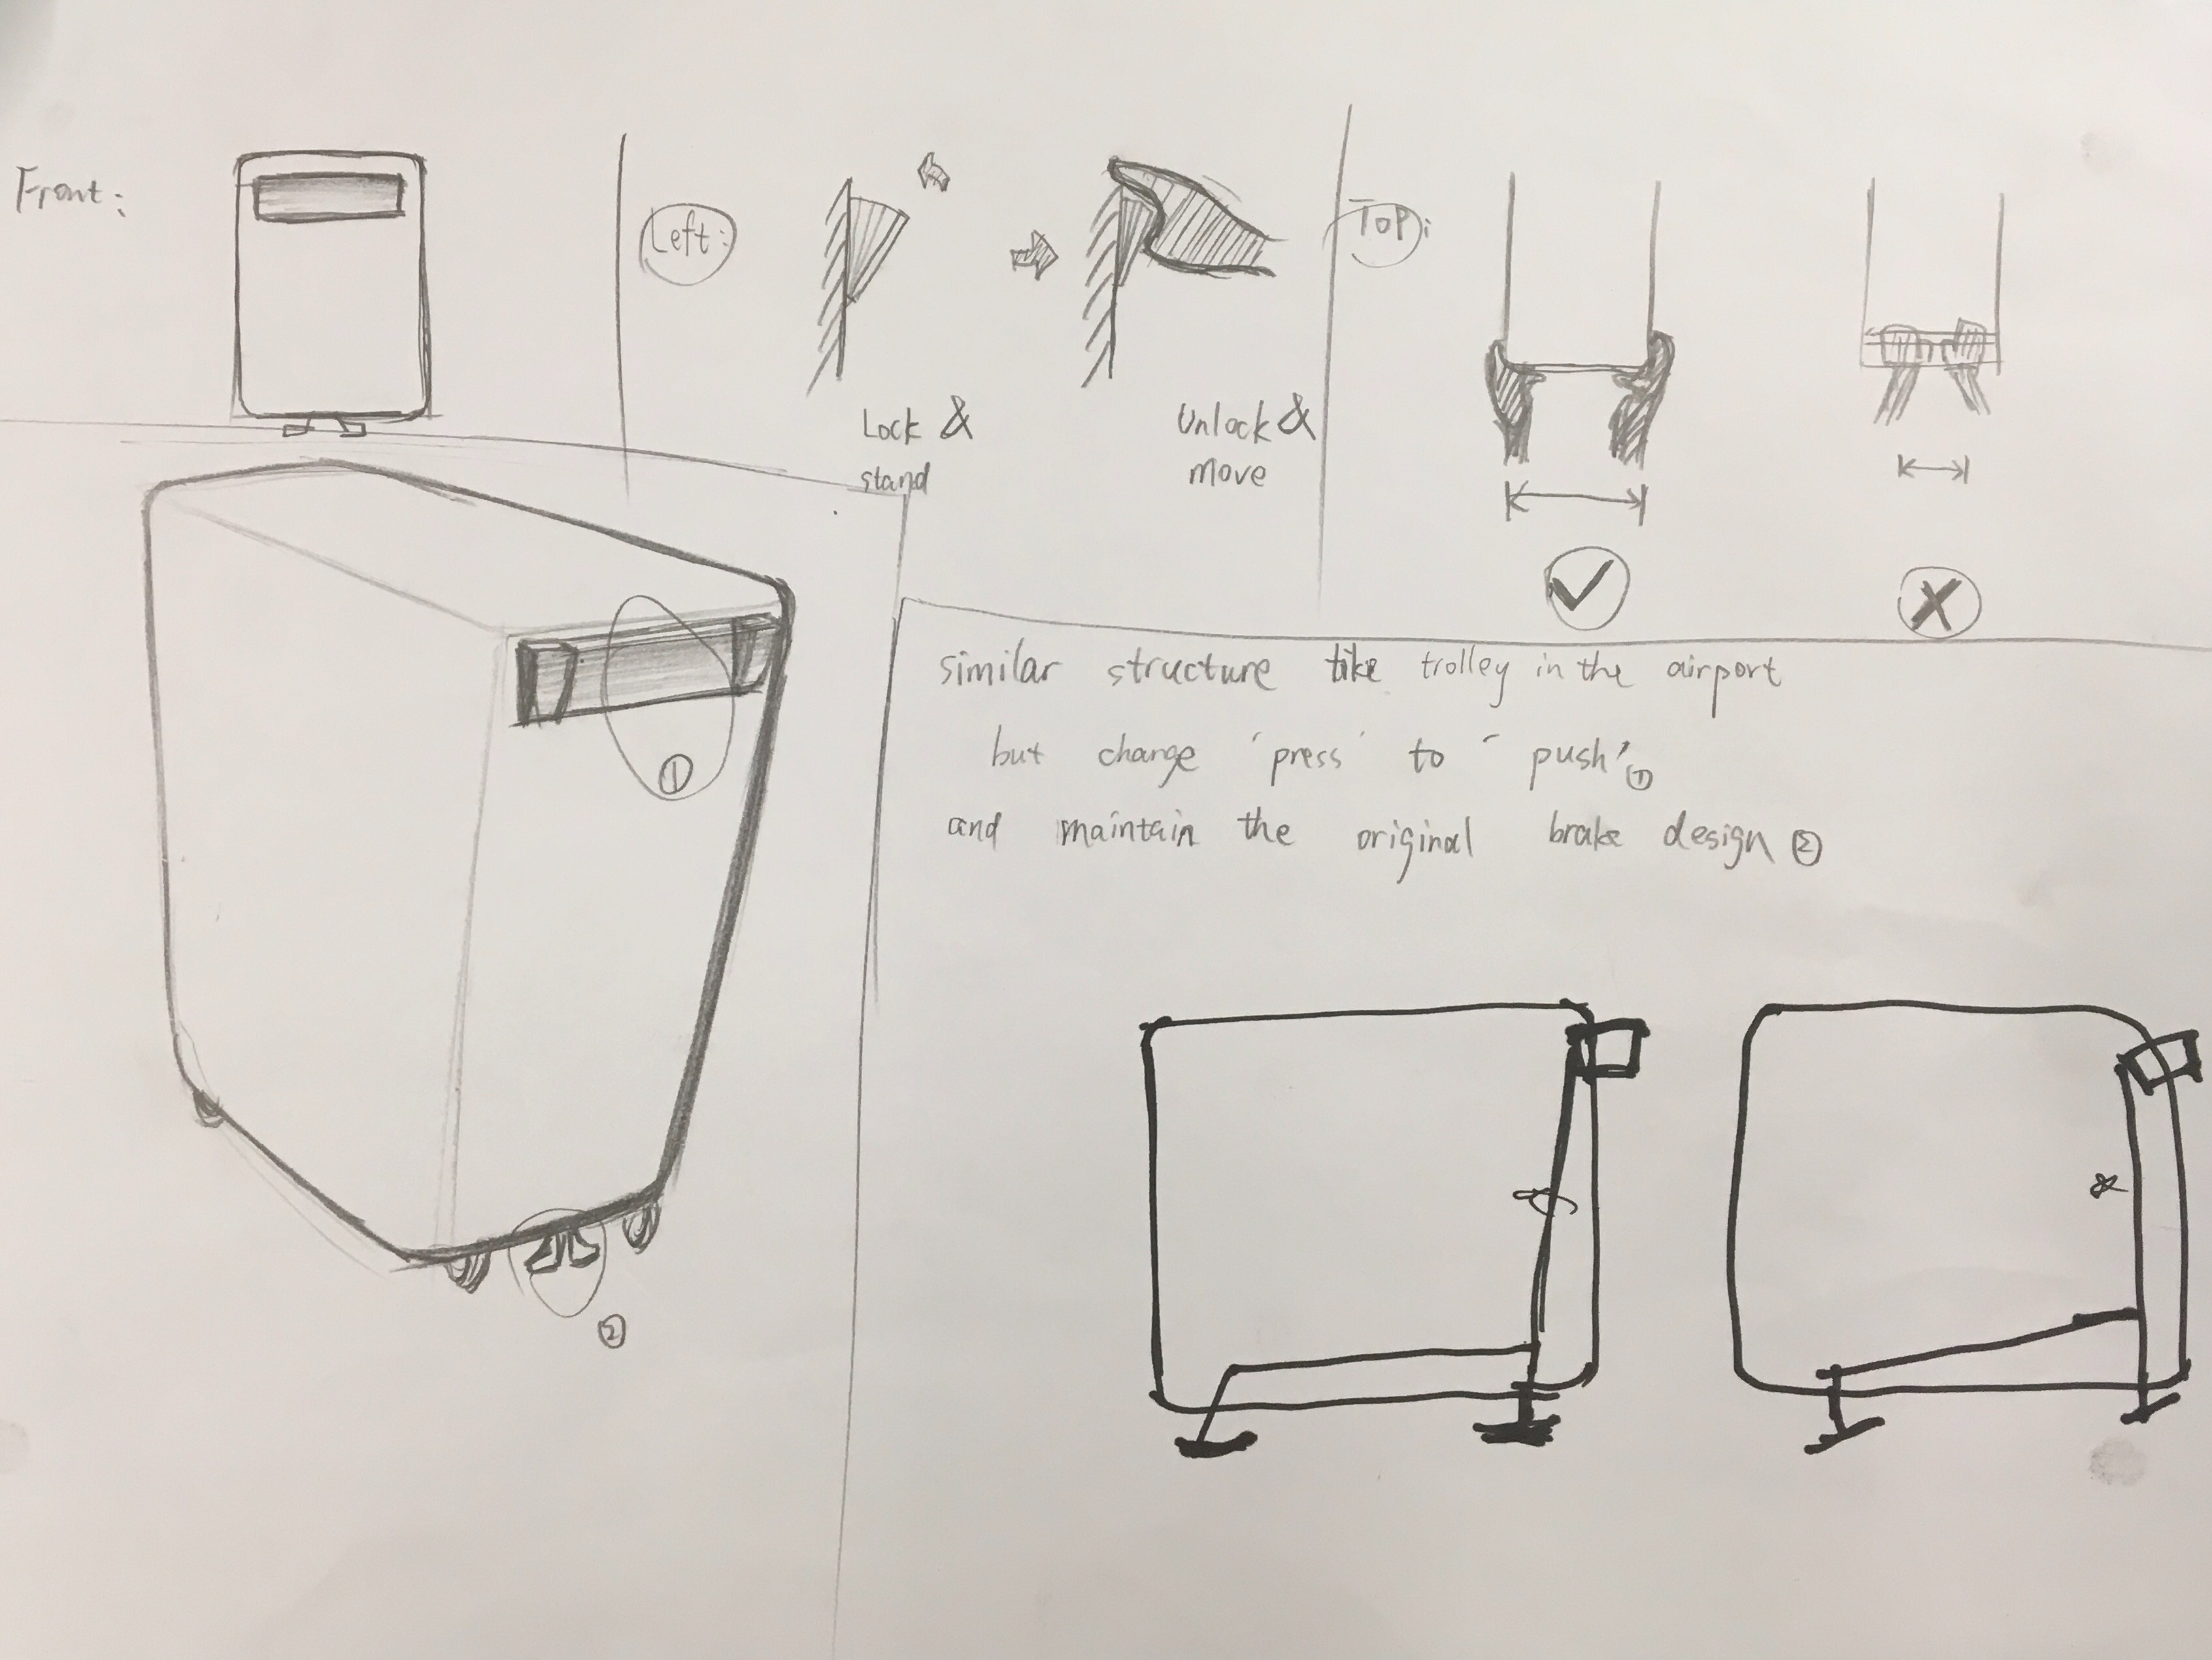 Front:
Left:
Lock &
stand
Unlock &
move
TOP:
similar structure like trolley in the airport
but change 'press' to 'push' ①
and maintain the original brake design ②
①
②